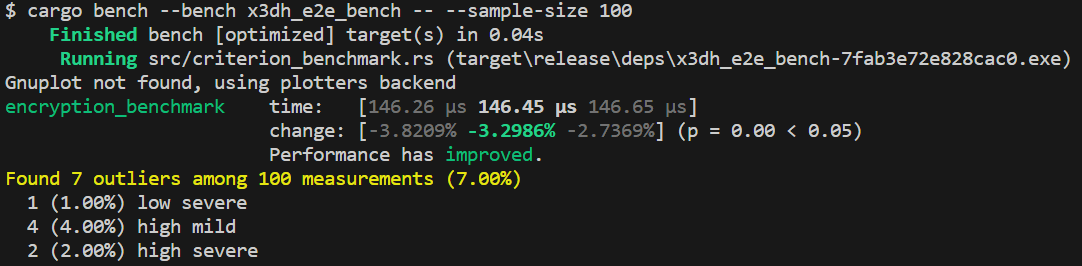 $ cargo bench --bench x3dh_e2e_bench -- --sample-size 100
Finished bench [optimized] target(s) in 0.04s
Running src/criterion_benchmark.rs (target\release\deps\x3dh_e2e_bench-7fab3e72e828cac0.exe)
Gnuplot not found, using plotters backend
encryption_benchmark time: [146.26 µs 146.45 µs 146.65 µs]
change: [-3.8209% -3.2986% -2.7369%] (p = 0.00 < 0.05)
Performance has improved.
Found 7 outliers among 100 measurements (7.00%)
1 (1.00%) low severe
4 (4.00%) high mild
2 (2.00%) high severe